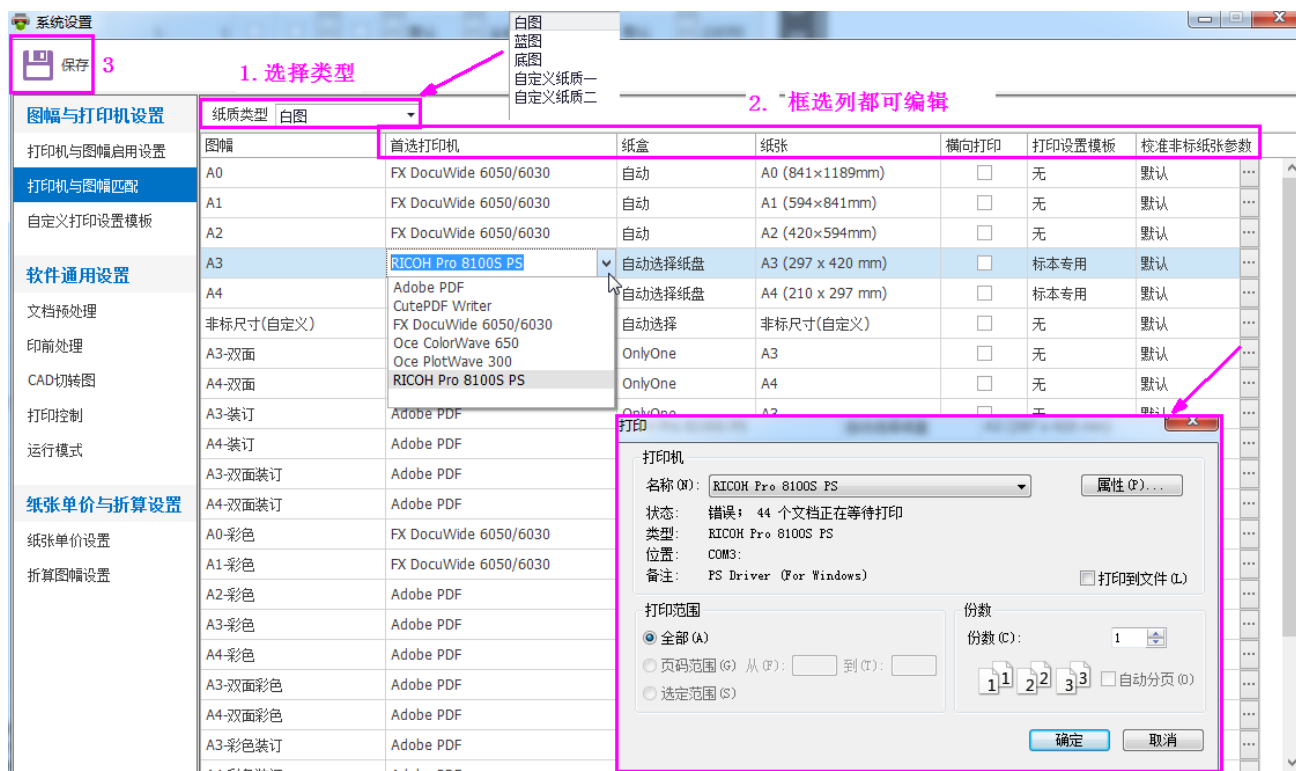 系统设置
白图
蓝图
底图
自定义纸质一
自定义纸质二
保存 3
1. 选择类型
2. 框选列都可编辑
图幅与打印机设置
打印机与图幅启用设置
打印机与图幅匹配
自定义打印设置模板
软件通用设置
文档预处理
印前处理
CAD切转图
打印控制
运行模式
纸张单价与折算设置
纸张单价设置
折算图幅设置
纸质类型 白图
图幅 首选打印机 纸盒 纸张 横向打印 打印设置模板 校准非标纸张参数
A0 FX DocuWide 6050/6030 自动 A0 (841×1189mm) 无 默认 ...
A1 FX DocuWide 6050/6030 自动 A1 (594×841mm) 无 默认 ...
A2 FX DocuWide 6050/6030 自动 A2 (420×594mm) 无 默认 ...
A3 RICOH Pro 8100S PS 自动选择纸盘 A3 (297 x 420 mm) 标本专用 默认 ...
A4 自动选择纸盘 A4 (210 x 297 mm) 标本专用 默认 ...
非标尺寸(自定义) 自动选择 非标尺寸(自定义) 无 默认 ...
A3-双面 OnlyOne A3 无 默认 ...
A4-双面 OnlyOne A4 无 默认 ...
Adobe PDF
CutePDF Writer
FX DocuWide 6050/6030
Oce ColorWave 650
Oce PlotWave 300
RICOH Pro 8100S PS
A3-装订 Adobe PDF OnlyOne A3 无 默认
A4-装订 Adobe PDF
A3-双面装订 Adobe PDF
A4-双面装订 Adobe PDF
A0-彩色 FX DocuWide 6050/6030
A1-彩色 FX DocuWide 6050/6030
A2-彩色 Adobe PDF
A3-彩色 Adobe PDF
A4-彩色 Adobe PDF
A3-双面彩色 Adobe PDF
A4-双面彩色 Adobe PDF
A3-彩色装订 Adobe PDF
打印
打印机
名称(N): RICOH Pro 8100S PS 属性(P)...
状态: 错误; 44 个文档正在等待打印
类型: RICOH Pro 8100S PS
位置: COM3:
备注: PS Driver (For Windows) 打印到文件(L)
打印范围
全部(A)
页码范围(G) 从(F): 到(T):
选定范围(S)
份数
份数(C): 1
1 1 2 2 3 3 自动分页(O)
确定 取消